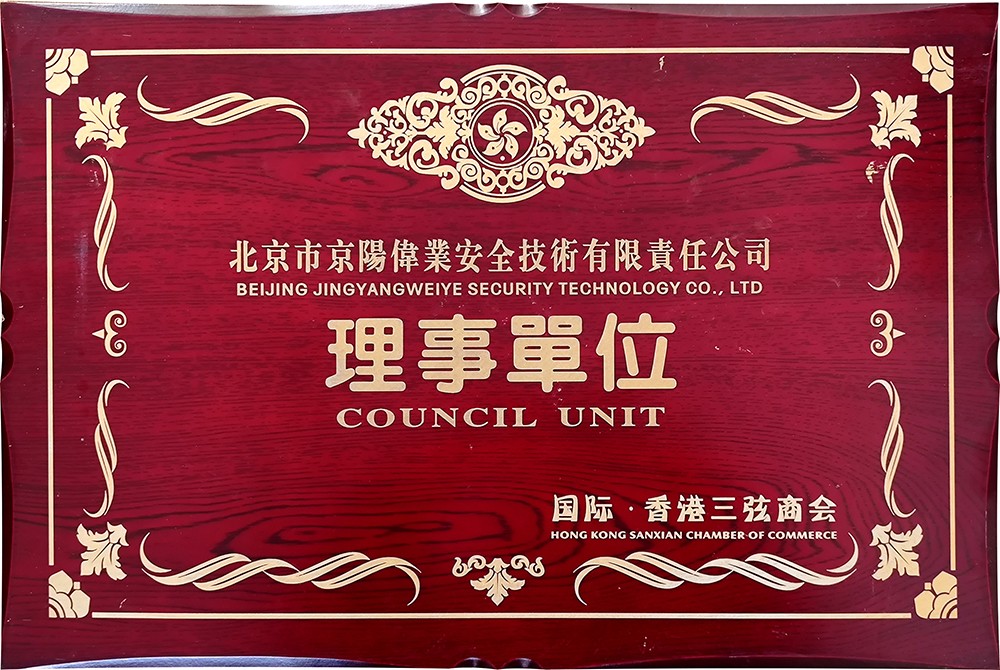 北京市京陽偉業安全技術有限責任公司
BEIJING JINGYANGWEIYE SECURITY TECHNOLOGY CO., LTD
理事單位
COUNCIL UNIT
国际·香港三弦商会
HONG KONG SANXIAN CHAMBER OF COMMERCE